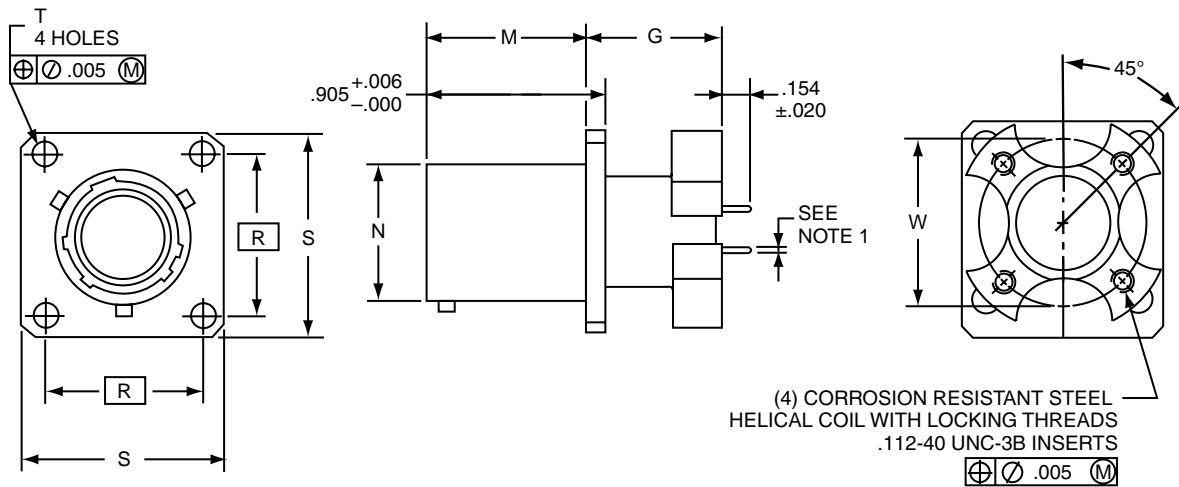 T
4 HOLES
⌖ ∅ .005 Ⓜ
R
S
R
S
M
G
.905 +.006
–.000
.154
±.020
N
SEE
NOTE 1
45°
W
(4) CORROSION RESISTANT STEEL
HELICAL COIL WITH LOCKING THREADS
.112-40 UNC-3B INSERTS
⌖ ∅ .005 Ⓜ